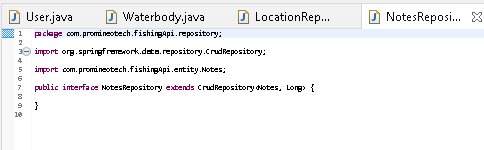 User.java
Waterbody.java
LocationRep...
NotesReposi...
1 package com.promineotech.fishingApi.repository;
2
3 import org.springframework.data.repository.CrudRepository;
4
5 import com.promineotech.fishingApi.entity.Notes;
6
7 public interface NotesRepository extends CrudRepository<Notes, Long> {
8
9 }
10